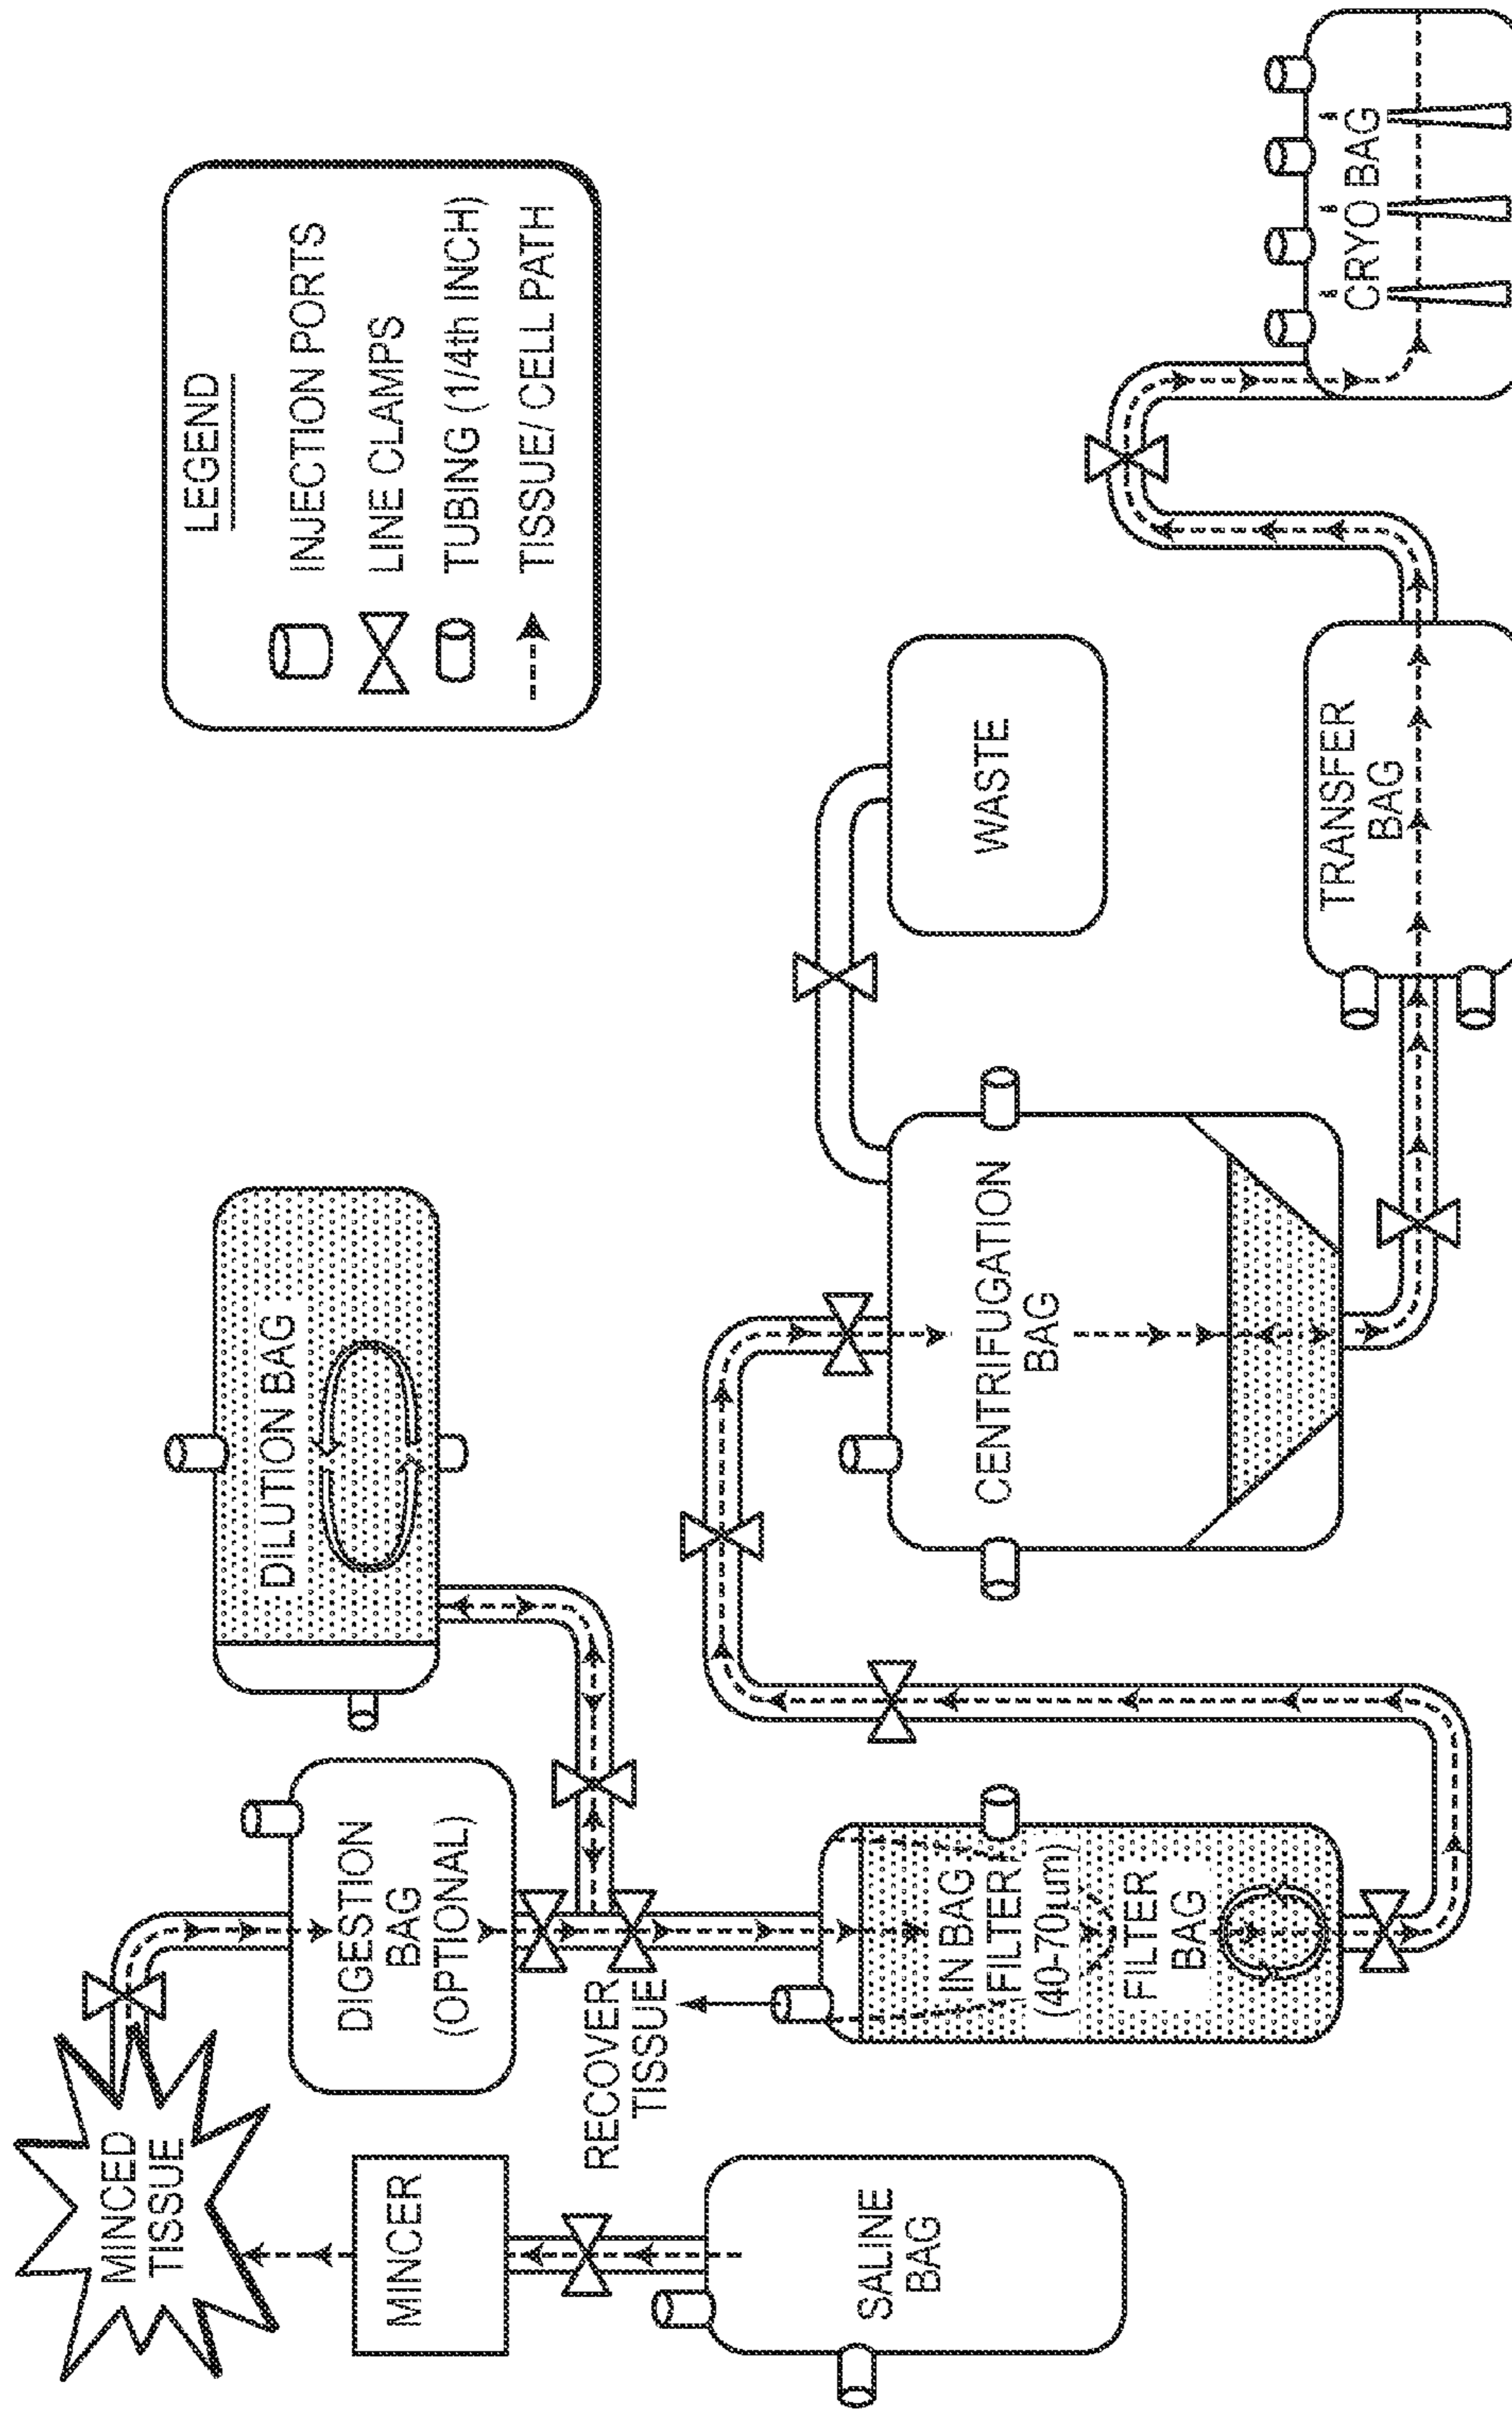 LEGEND
INJECTION PORTS
LINE CLAMPS
TUBING (1/4th INCH)
TISSUE/ CELL PATH
MINCED
TISSUE
MINCER
SALINE
BAG
DIGESTION
BAG
(OPTIONAL)
DILUTION BAG
RECOVER
TISSUE
IN BAG
FILTER
(40-70µm)
FILTER
BAG
CENTRIFUGATION
BAG
WASTE
TRANSFER
BAG
CRYO BAG